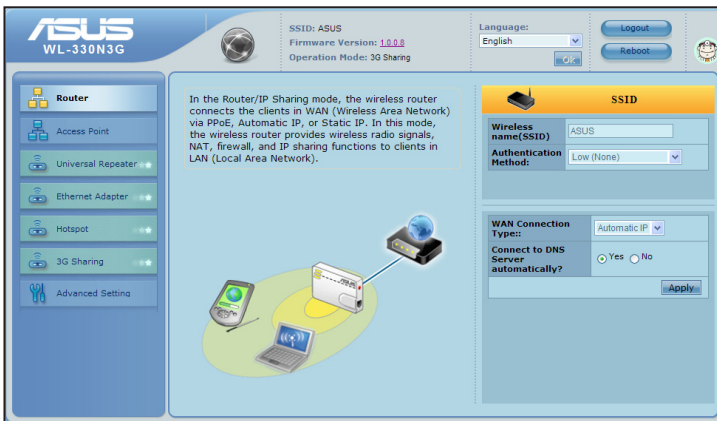 ASUS
WL-330N3G
SSID: ASUS
Firmware Version: 1.0.0.8
Operation Mode: 3G Sharing
Language:
English
OK
Logout
Reboot
Router
Access Point
Universal Repeater
Ethernet Adapter
Hotspot
3G Sharing
Advanced Setting
In the Router/IP Sharing mode, the wireless router
connects the clients in WAN (Wireless Area Network)
via PPoE, Automatic IP, or Static IP. In this mode,
the wireless router provides wireless radio signals,
NAT, firewall, and IP sharing functions to clients in
LAN (Local Area Network).
SSID
Wireless
name(SSID)
ASUS
Authentication
Method:
Low (None)
WAN Connection
Type::
Automatic IP
Connect to DNS
Server
automatically?
Yes No
Apply